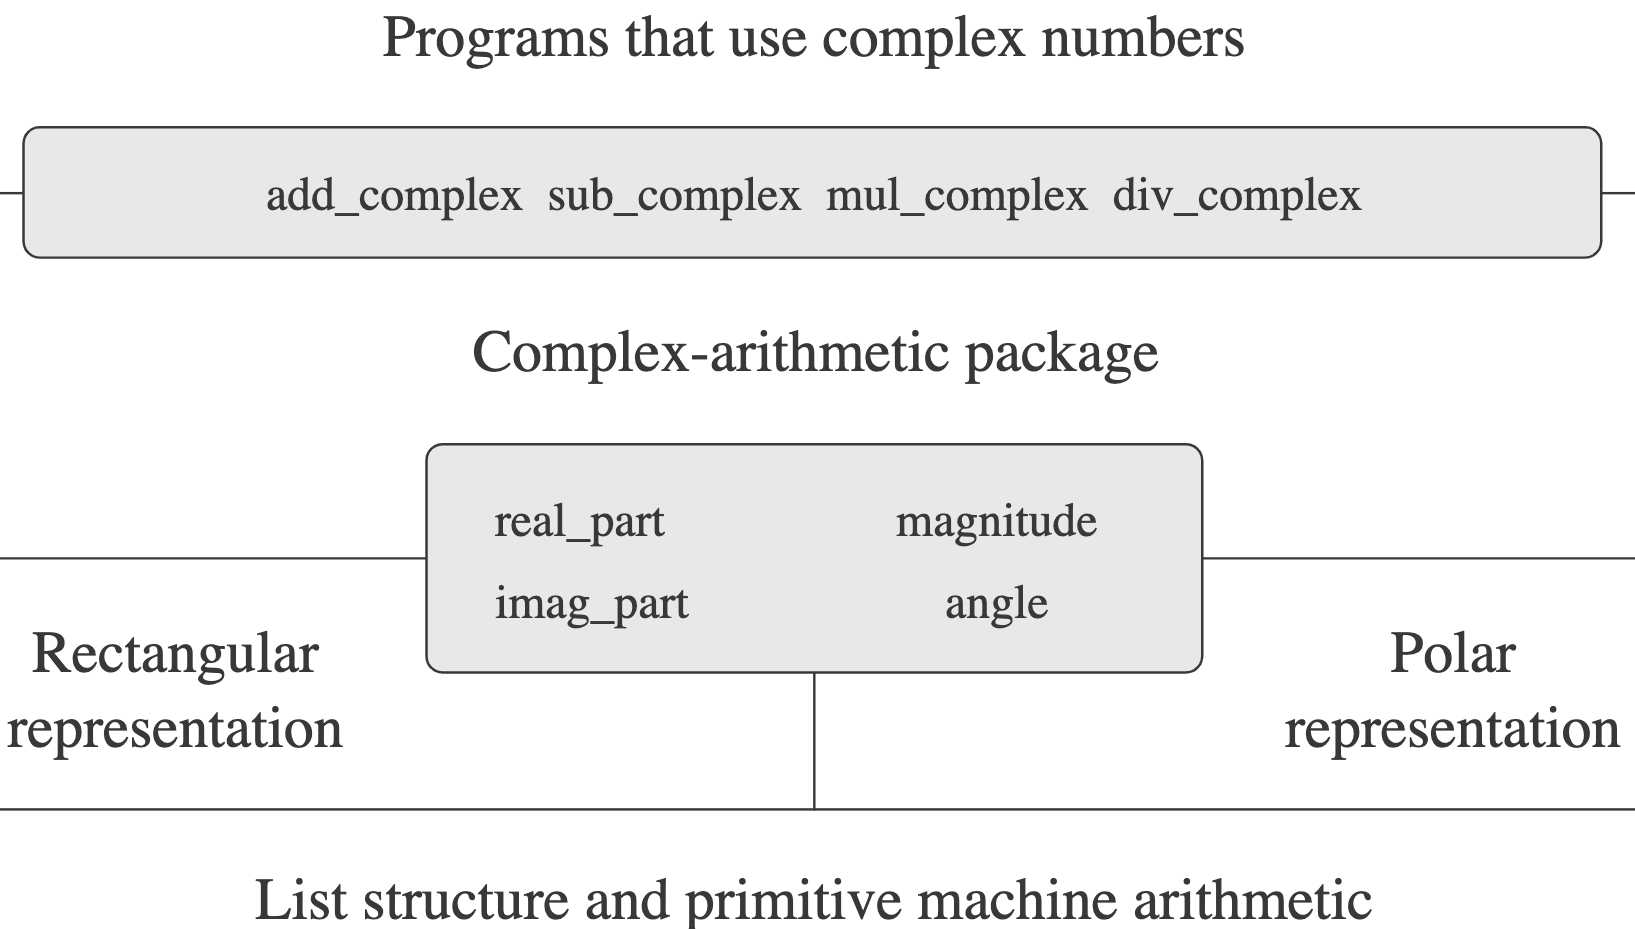 Programs that use complex numbers
add_complex sub_complex mul_complex div_complex
Complex-arithmetic package
real_part magnitude
imag_part angle
Rectangular
representation
Polar
representation
List structure and primitive machine arithmetic